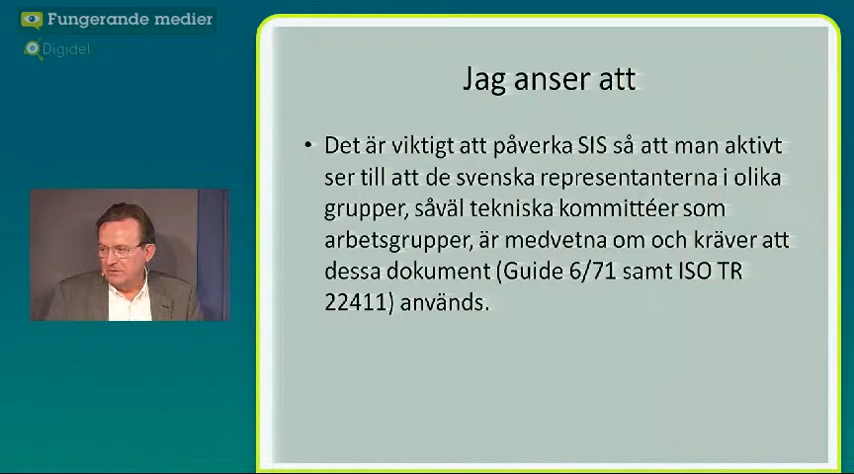 Fungerande medier
Digidel
Jag anser att
• Det är viktigt att påverka SIS så att man aktivt
ser till att de svenska representanterna i olika
grupper, såväl tekniska kommittéer som
arbetsgrupper, är medvetna om och kräver att
dessa dokument (Guide 6/71 samt ISO TR
22411) används.